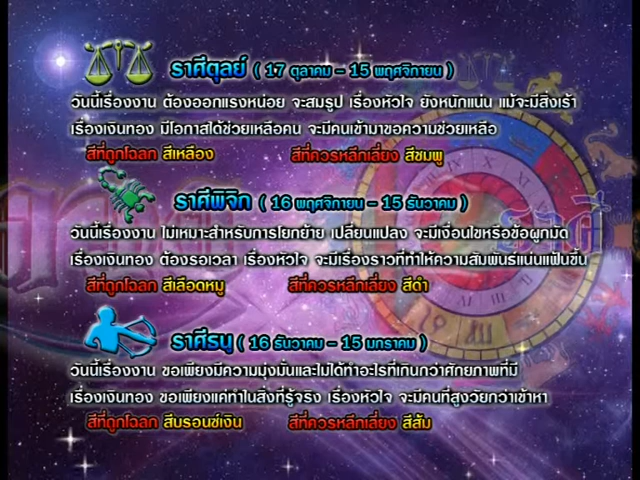 ราศีตุลย์ ( 17 ตุลาคม – 15 พฤศจิกายน )
วันนี้เรื่องงาน ต้องออกแรงหน่อย จะสมรูป เรื่องหัวใจ ยังหนักแน่น แม้จะมีสิ่งเร้า
เรื่องเงินทอง มีโอกาสได้ช่วยเหลือคน จะมีคนเข้ามาขอความช่วยเหลือ
สีที่ถูกโฉลก สีเหลือง สีที่ควรหลีกเลี่ยง สีชมพู
ราศีพิจิก ( 16 พฤศจิกายน – 15 ธันวาคม )
วันนี้เรื่องงาน ไม่เหมาะสำหรับการโยกย้าย เปลี่ยนแปลง จะมีเงื่อนไขหรือข้อผูกมัด
เรื่องเงินทอง ต้องรอเวลา เรื่องหัวใจ จะมีเรื่องราวที่ทำให้ความสัมพันธ์แน่นแฟ้นขึ้น
สีที่ถูกโฉลก สีเลือดหมู สีที่ควรหลีกเลี่ยง สีดำ
ราศีธนู ( 16 ธันวาคม – 15 มกราคม )
วันนี้เรื่องงาน ขอเพียงมีความมุ่งมั่นและไม่ได้ทำอะไรที่เกินกว่าศักยภาพที่มี
เรื่องเงินทอง ขอเพียงแค่ทำในสิ่งที่รู้จริง เรื่องหัวใจ จะมีคนที่สูงวัยกว่าเข้าหา
สีที่ถูกโฉลก สีบรอนซ์เงิน สีที่ควรหลีกเลี่ยง สีส้ม
ราศี